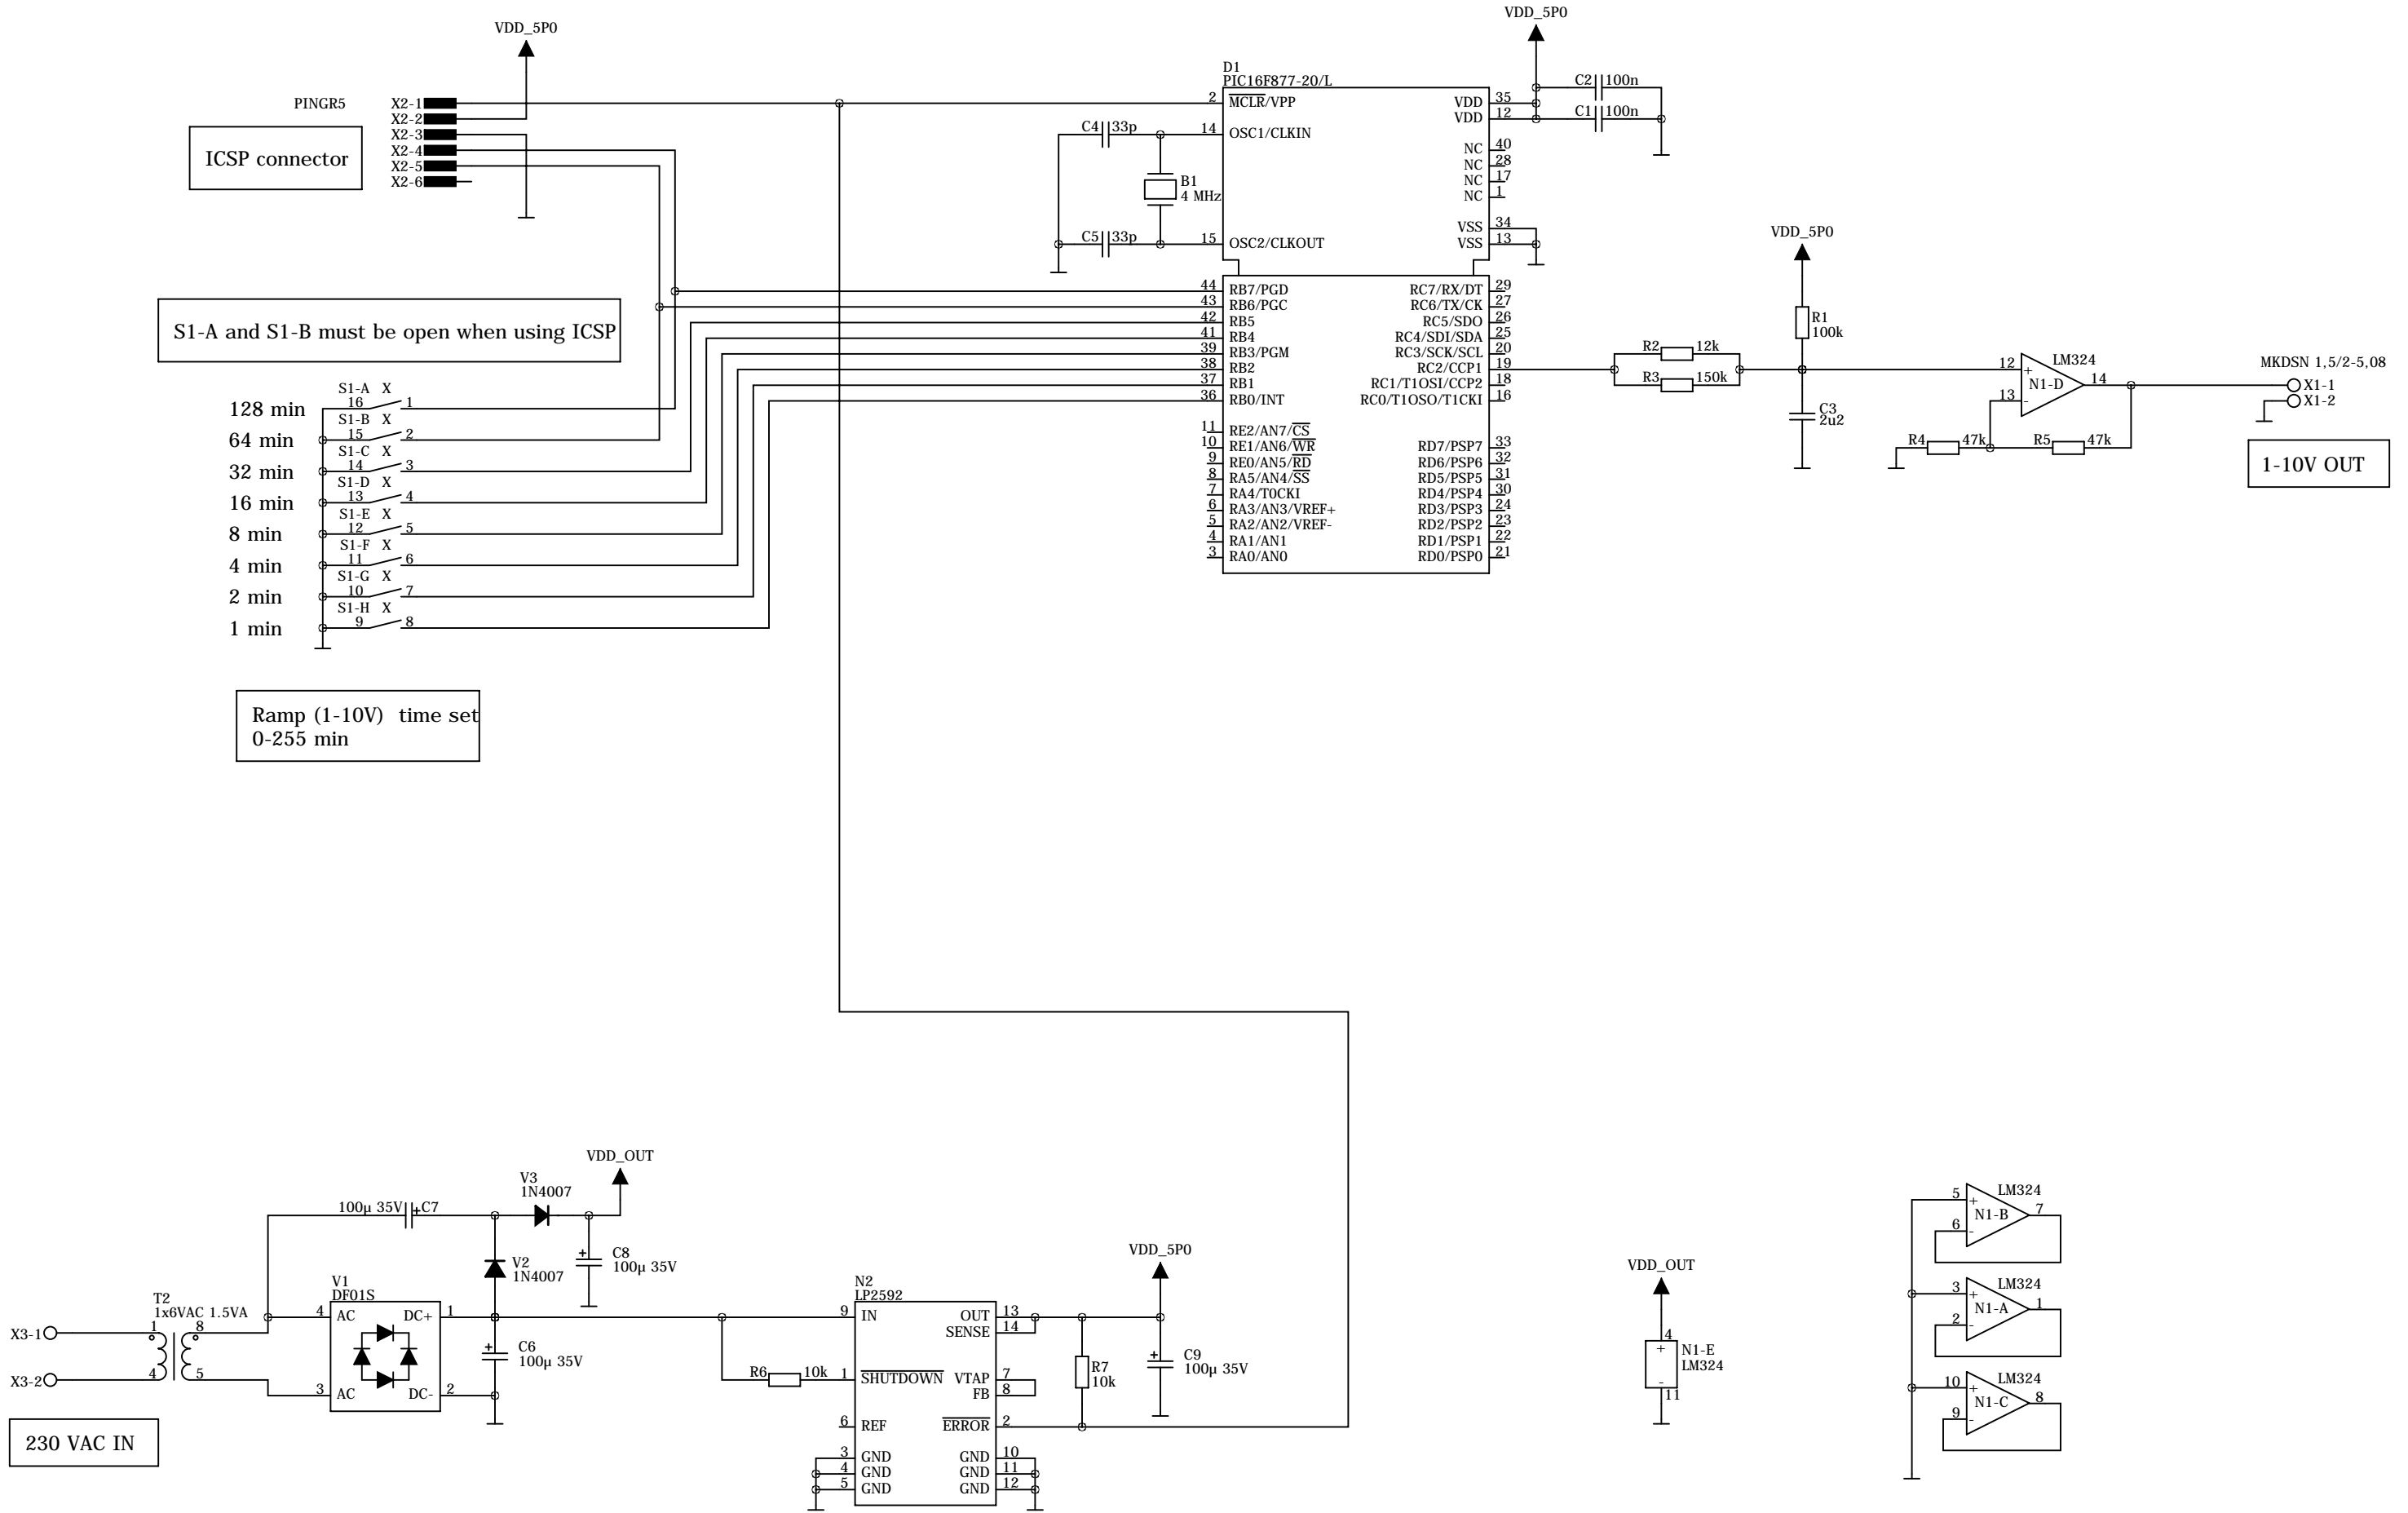 VDD_5P0
PINGR5
X2-1
X2-2
X2-3
X2-4
X2-5
X2-6
ICSP connector
S1-A and S1-B must be open when using ICSP
S1-A X
128 min 16 1
S1-B X
64 min 15 2
S1-C X
32 min 14 3
S1-D X
16 min 13 4
S1-E X
8 min 12 5
S1-F X
4 min 11 6
S1-G X
2 min 10 7
S1-H X
1 min 9 8
Ramp (1-10V) time set
0-255 min
VDD_5P0
D1
PIC16F877-20/L
C2 100n
C1 100n
2 MCLR/VPP VDD 35
VDD 12
C4 33p 14 OSC1/CLKIN
NC 40
NC 28
NC 17
NC 1
B1
4 MHz
VSS 34
C5 33p 15 OSC2/CLKOUT VSS 13
44 RB7/PGD RC7/RX/DT 29
43 RB6/PGC RC6/TX/CK 27
42 RB5 RC5/SDO 26
41 RB4 RC4/SDI/SDA 25
39 RB3/PGM RC3/SCK/SCL 20
38 RB2 RC2/CCP1 19
37 RB1 RC1/T1OSI/CCP2 18
36 RB0/INT RC0/T1OSO/T1CKI 16
11 RE2/AN7/CS
10 RE1/AN6/WR RD7/PSP7 33
9 RE0/AN5/RD RD6/PSP6 32
8 RA5/AN4/SS RD5/PSP5 31
7 RA4/T0CKI RD4/PSP4 30
6 RA3/AN3/VREF+ RD3/PSP3 24
5 RA2/AN2/VREF- RD2/PSP2 23
4 RA1/AN1 RD1/PSP1 22
3 RA0/AN0 RD0/PSP0 21
VDD_5P0
R1
100k
R2 12k
R3 150k
C3
2u2
LM324
12 +
N1-D 14
13 -
R4 47k R5 47k
MKDSN 1,5/2-5,08
X1-1
X1-2
1-10V OUT
VDD_OUT
V3
1N4007
100µ 35V + C7
V2
1N4007
+ C8
100µ 35V
T2
1x6VAC 1.5VA
X3-1 1 8
X3-2 4 5
230 VAC IN
V1
DF01S
4 AC DC+ 1
3 AC DC- 2
+ C6
100µ 35V
R6 10k
N2
LP2592
9 IN OUT 13
SENSE 14
1 SHUTDOWN VTAP 7
FB 8
6 REF ERROR 2
3 GND GND 10
4 GND GND 11
5 GND GND 12
R7
10k
VDD_5P0
+ C9
100µ 35V
VDD_OUT
4
+ N1-E
LM324
-
11
LM324
5 +
N1-B 7
6 -
LM324
3 +
N1-A 1
2 -
LM324
10 +
N1-C 8
9 -